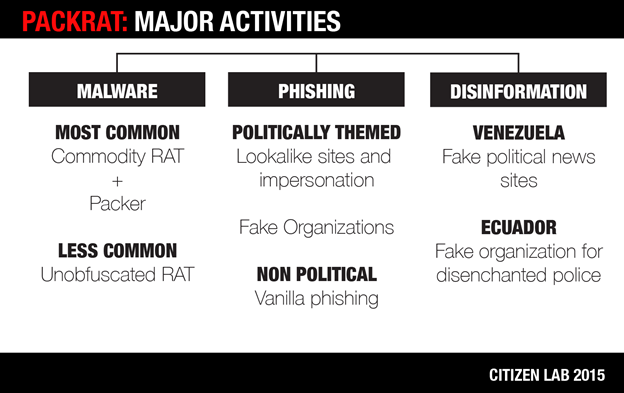 PACKRAT: MAJOR ACTIVITIES
MALWARE
MOST COMMON
Commodity RAT
+
Packer
LESS COMMON
Unobfuscated RAT
PHISHING
POLITICALLY THEMED
Lookalike sites and
impersonation
Fake Organizations
NON POLITICAL
Vanilla phishing
DISINFORMATION
VENEZUELA
Fake political news
sites
ECUADOR
Fake organization for
disenchanted police
CITIZEN LAB 2015